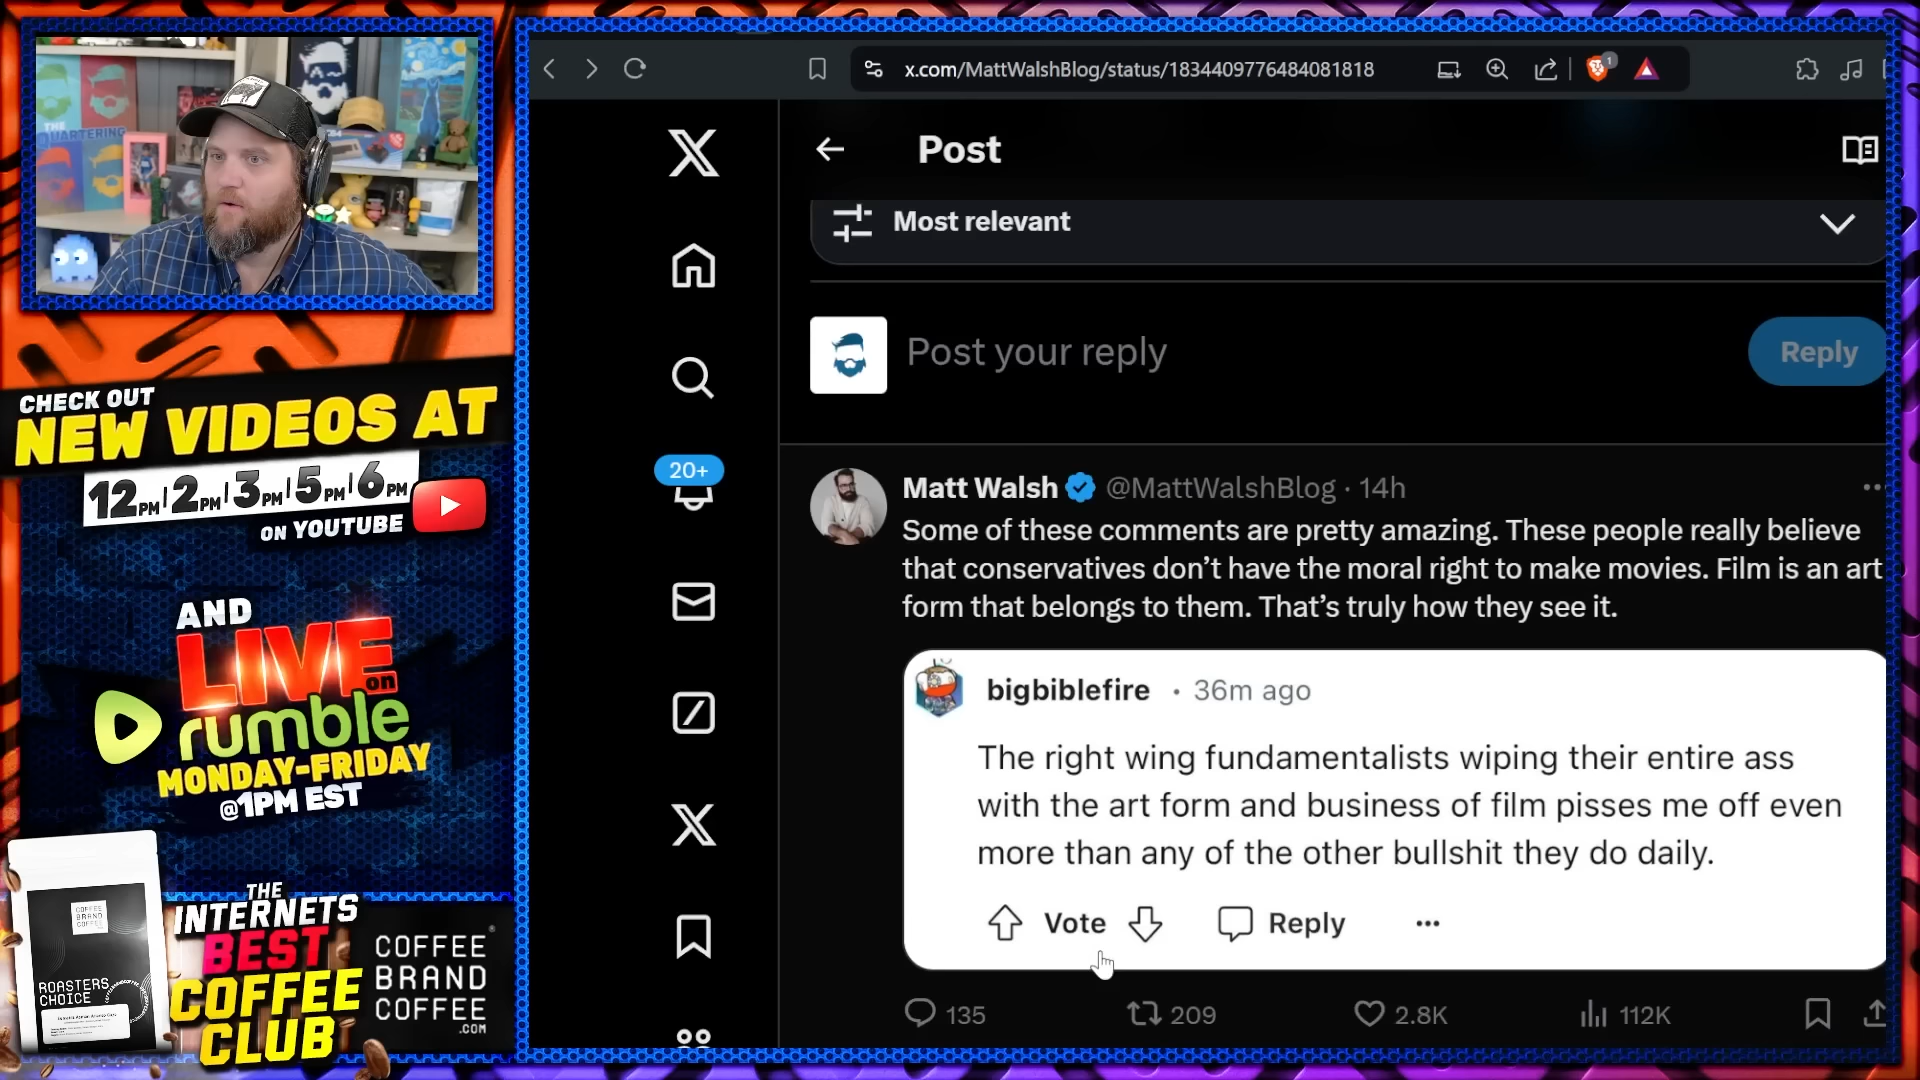 THE QUARTERING
CHECK OUT
NEW VIDEOS AT
12PM | 2PM | 3PM | 5PM | 6PM
ON YOUTUBE
AND
LIVE on
rumble
MONDAY-FRIDAY
@1PM EST
COFFEE
BRAND
COFFEE
ROASTERS
CHOICE
THE
INTERNETS
BEST
COFFEE
CLUB
COFFEE
BRAND
COFFEE
.COM
x.com/MattWalshBlog/status/1834409776484081818
1
Post
Most relevant
Post your reply
Reply
20+
Matt Walsh @MattWalshBlog · 14h
Some of these comments are pretty amazing. These people really believe
that conservatives don’t have the moral right to make movies. Film is an art
form that belongs to them. That’s truly how they see it.
bigbiblefire • 36m ago
The right wing fundamentalists wiping their entire ass
with the art form and business of film pisses me off even
more than any of the other bullshit they do daily.
Vote Reply ...
135 209 2.8K 112K